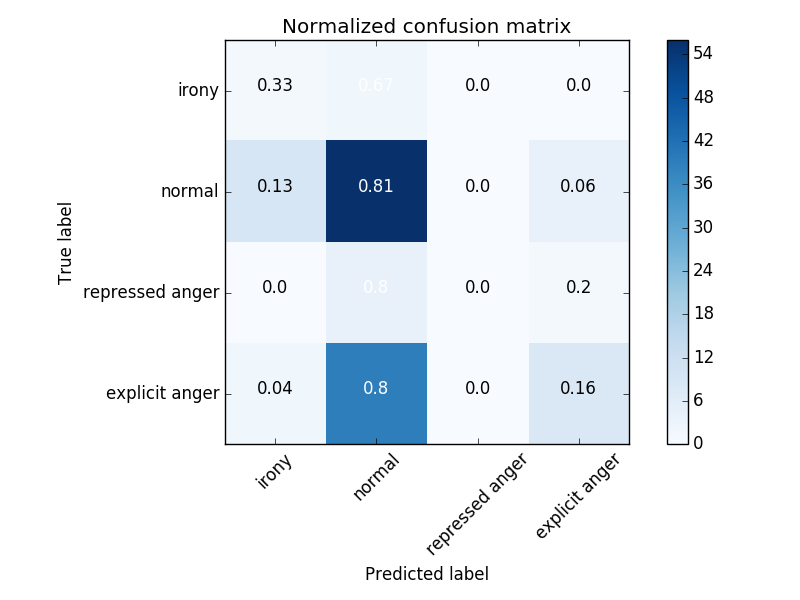 Normalized confusion matrix
True label
irony 0.33 0.67 0.0 0.0
normal 0.13 0.81 0.0 0.06
repressed anger 0.0 0.8 0.0 0.2
explicit anger 0.04 0.8 0.0 0.16
irony normal repressed anger explicit anger
Predicted label
54
48
42
36
30
24
18
12
6
0